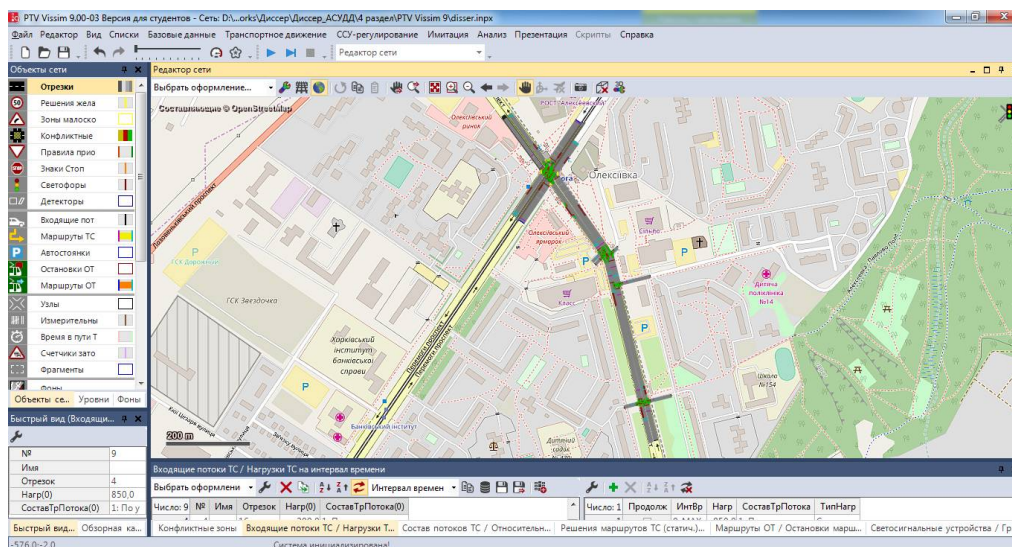 PTV Vissim 9.00-03 Версия для студентов - Сеть: D:\...orks\Диссер\Диссер_АСУДД\4 раздел\PTV Vissim 9\disser.inpx
Файл Редактор Вид Списки Базовые данные Транспортное движение ССУ-регулирование Имитация Анализ Презентация Скрипты Справка
Редактор сети
Объекты сети
Редактор сети
Отрезки
Выбрать оформление...
Решения жела
Зоны малоско
Конфликтные
Правила прио
Знаки Стоп
Светофоры
Детекторы
Входящие пот
Маршруты ТС
Автостоянки
Остановки ОТ
Маршруты ОТ
Узлы
Измерительны
Время в пути Т
Счетчики зато
Фрагменты
Фоны
Объекты се... Уровни Фоны
Составляющие © OpenStreetMap
РОСТ Алексеевский
Олексіївський
ринок
Олексіївка
Олексіївський
ярмарок
Сільпо
Класс
Дитяча
поліклініка
№14
P
ГСК Дорожник
ГСК Звездочка
Харківський
інститут
банківської
справи
Перемоги проспект
Перемоги проспект
Школа
№154
Банківський інститут
Дитячий
садок
200 m
Быстрый вид (Входящи...
№ 9
Имя
Отрезок 4
Нагр(0) 850,0
СоставТрПотока(0) 1: По у
Быстрый вид... Обзорная ка...
Входящие потоки ТС / Нагрузки ТС на интервал времени
Выбрать оформлени Интервал времен
Число: 9 № Имя Отрезок Нагр(0) СоставТрПотока(0)
Число: 1 Продолж ИнтВр Нагр СоставТрПотока ТипНагр
Конфликтные зоны Входящие потоки ТС / Нагрузки Т... Состав потоков ТС / Относительн... Решения маршрутов ТС (статич.)... Маршруты ОТ / Остановки марш... Светосигнальные устройства / Гр
-576.0:-2.0 Система инициализирована!